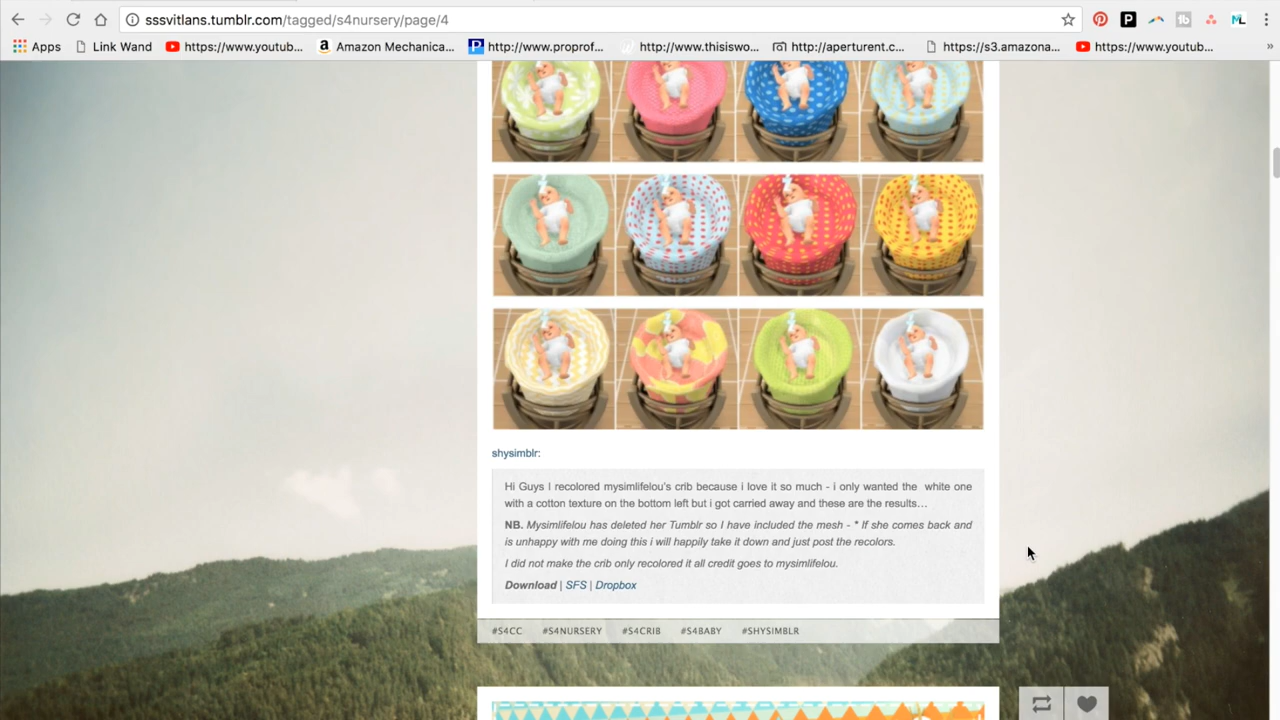 sssvitlans.tumblr.com/tagged/s4nursery/page/4
Apps Link Wand https://www.youtub... Amazon Mechanica... http://www.proprof... http://www.thisiswo... http://aperturent.c... https://s3.amazona... https://www.youtub... »
shysimblr:
Hi Guys I recolored mysimlifelou's crib because i love it so much - i only wanted the white one
with a cotton texture on the bottom left but i got carried away and these are the results…
NB. Mysimlifelou has deleted her Tumblr so I have included the mesh - * If she comes back and
is unhappy with me doing this i will happily take it down and just post the recolors.
I did not make the crib only recolored it all credit goes to mysimlifelou.
Download | SFS | Dropbox
#S4CC #S4NURSERY #S4CRIB #S4BABY #SHYSIMBLR